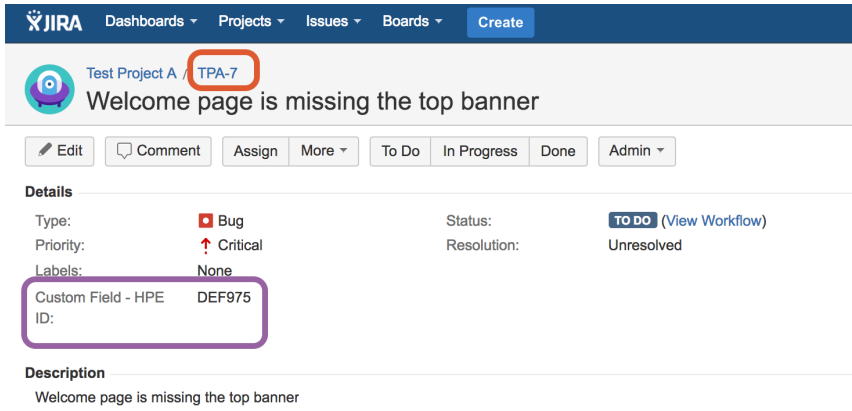 JIRA Dashboards Projects Issues Boards Create
Test Project A / TPA-7
Welcome page is missing the top banner
Edit Comment Assign More To Do In Progress Done Admin
Details
Type: Bug Status: TO DO (View Workflow)
Priority: Critical Resolution: Unresolved
Labels: None
Custom Field - HPE DEF975
ID:
Description
Welcome page is missing the top banner